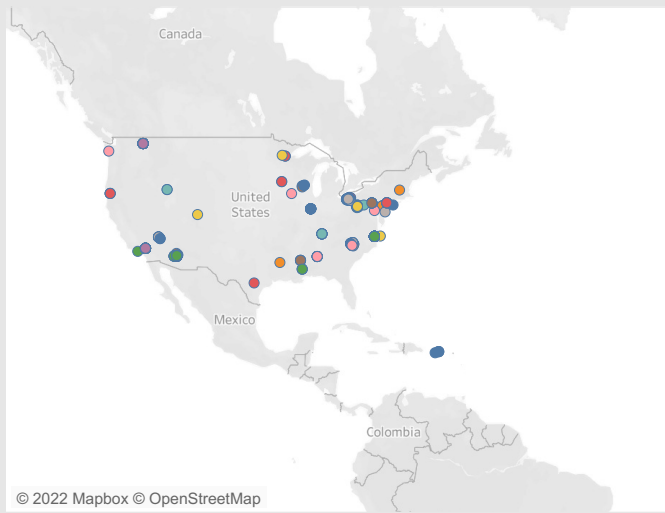 Canada
United
States
Mexico
Colombia
© 2022 Mapbox © OpenStreetMap